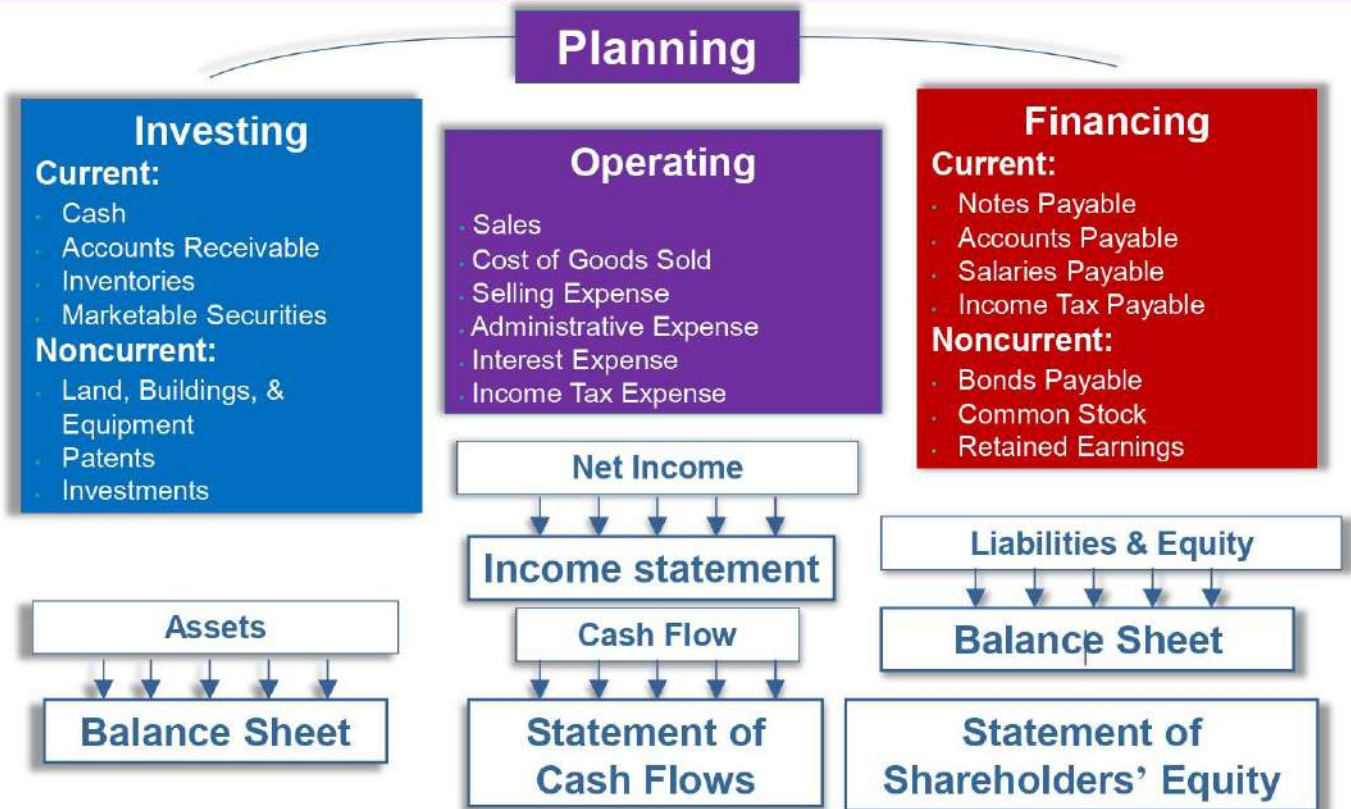 Planning
Investing
Current:
Cash
Accounts Receivable
Inventories
Marketable Securities
Noncurrent:
Land, Buildings, &
Equipment
Patents
Investments
Assets
Balance Sheet
Operating
Sales
Cost of Goods Sold
Selling Expense
Administrative Expense
Interest Expense
Income Tax Expense
Net Income
Income statement
Cash Flow
Statement of
Cash Flows
Financing
Current:
Notes Payable
Accounts Payable
Salaries Payable
Income Tax Payable
Noncurrent:
Bonds Payable
Common Stock
Retained Earnings
Liabilities & Equity
Balance Sheet
Statement of
Shareholders’ Equity